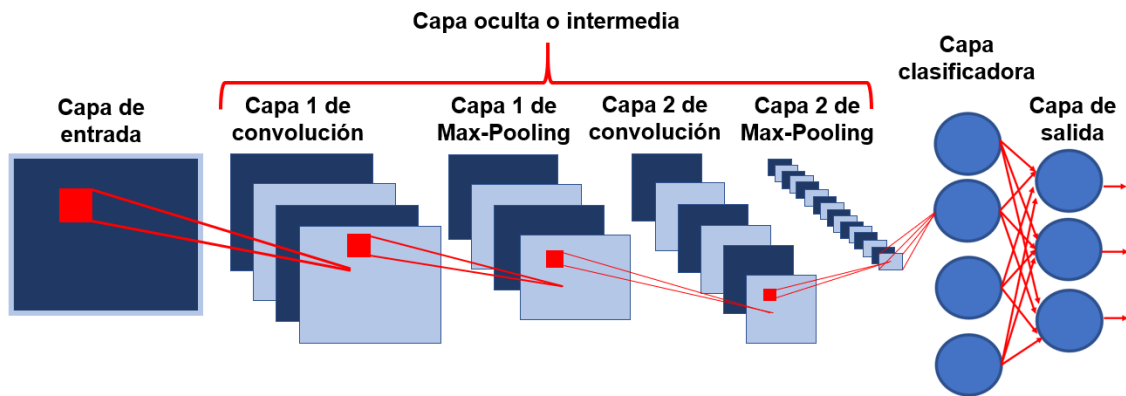 Capa oculta o intermedia
Capa de
entrada
Capa 1 de
convolución
Capa 1 de
Max-Pooling
Capa 2 de
convolución
Capa 2 de
Max-Pooling
Capa
clasificadora
Capa de
salida